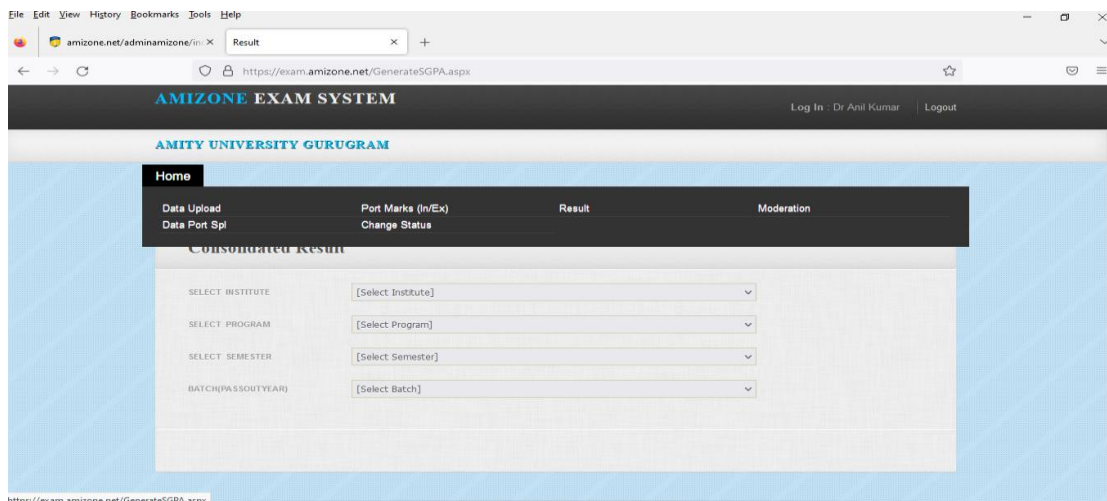 File Edit View History Bookmarks Tools Help
amizone.net/adminamizone/in
Result
https://exam.amizone.net/GenerateSGPA.aspx
AMIZONE EXAM SYSTEM
Log In : Dr Anil Kumar Logout
AMITY UNIVERSITY GURUGRAM
Home
Data Upload Port Marks (In/Ex) Result Moderation
Data Port Spl Change Status
Consolidated Result
SELECT INSTITUTE [Select Institute]
SELECT PROGRAM [Select Program]
SELECT SEMESTER [Select Semester]
BATCH(PASSOUTYEAR) [Select Batch]
https://exam.amizone.net/GenerateSGPA.aspx